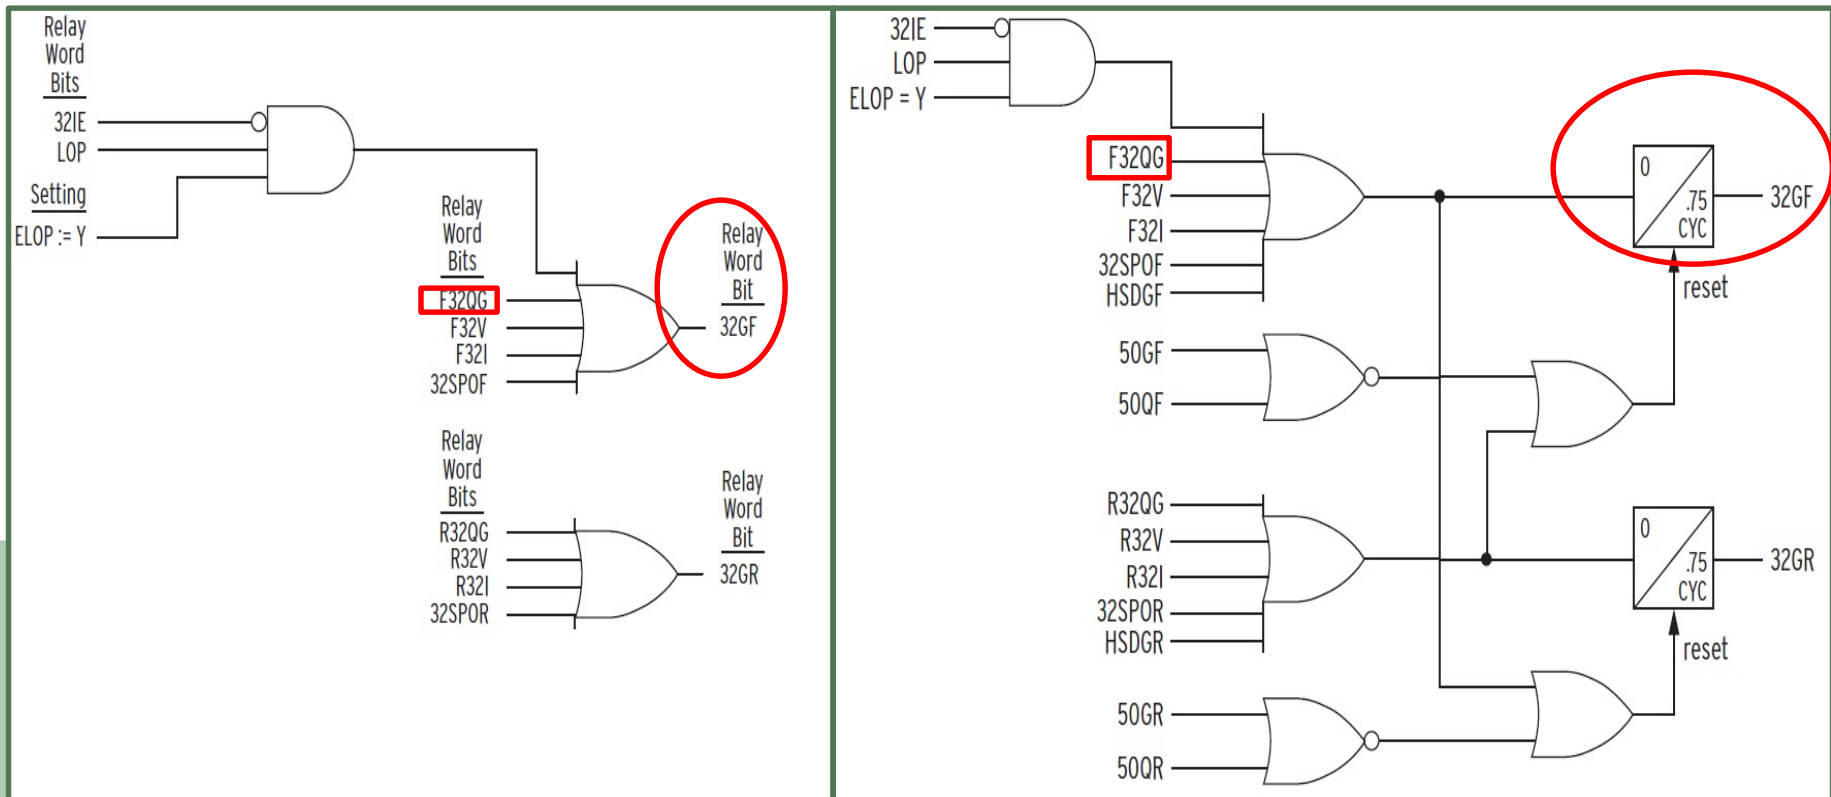 Relay
Word
Bits
32IE
LOP
Setting
ELOP := Y
Relay
Word
Bits
F32QG
F32V
F32I
32SPOF
Relay
Word
Bit
32GF
Relay
Word
Bits
R32QG
R32V
R32I
32SPOR
Relay
Word
Bit
32GR
32IE
LOP
ELOP = Y
F32QG
F32V
F32I
32SPOF
HSDGF
0
.75
CYC
32GF
reset
50GF
50QF
R32QG
R32V
R32I
32SPOR
HSDGR
0
.75
CYC
32GR
reset
50GR
50QR